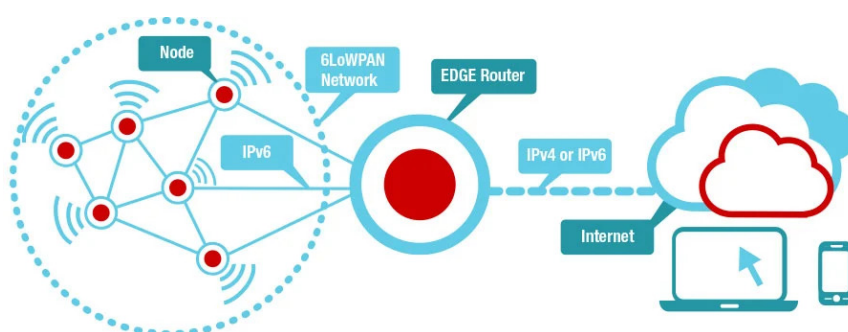 Node
6LoWPAN
Network
EDGE Router
IPv6
IPv4 or IPv6
Internet